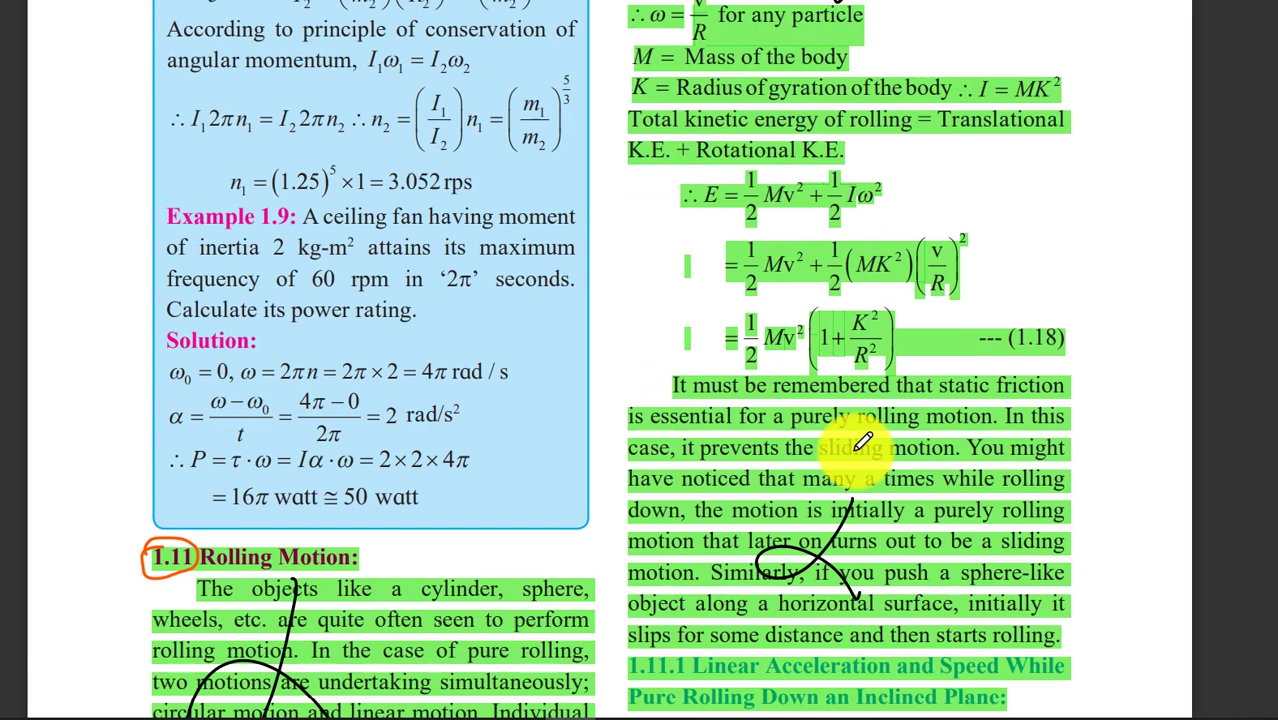 According to principle of conservation of
angular momentum, I₁ω₁ = I₂ω₂
∴ I₁2πn₁ = I₂2πn₂ ∴ n₂ = (I₁/I₂) n₁ = (m₁/m₂)^(5/3)
n₁ = (1.25)⁵ × 1 = 3.052 rps
Example 1.9: A ceiling fan having moment
of inertia 2 kg-m² attains its maximum
frequency of 60 rpm in ‘2π’ seconds.
Calculate its power rating.
Solution:
ω₀ = 0, ω = 2πn = 2π × 2 = 4π rad / s
α = (ω − ω₀)/t = (4π − 0)/2π = 2 rad/s²
∴ P = τ · ω = Iα · ω = 2 × 2 × 4π
= 16π watt ≅ 50 watt
1.11 Rolling Motion:
The objects like a cylinder, sphere,
wheels, etc. are quite often seen to perform
rolling motion. In the case of pure rolling,
two motions are undertaking simultaneously;
circular motion and linear motion. Individual
∴ ω = v/R for any particle
M = Mass of the body
K = Radius of gyration of the body ∴ I = MK²
Total kinetic energy of rolling = Translational
K.E. + Rotational K.E.
∴ E = 1/2 Mv² + 1/2 Iω²
= 1/2 Mv² + 1/2 (MK²)(v/R)²
= 1/2 Mv² (1 + K²/R²) --- (1.18)
It must be remembered that static friction
is essential for a purely rolling motion. In this
case, it prevents the sliding motion. You might
have noticed that many a times while rolling
down, the motion is initially a purely rolling
motion that later on turns out to be a sliding
motion. Similarly, if you push a sphere-like
object along a horizontal surface, initially it
slips for some distance and then starts rolling.
1.11.1 Linear Acceleration and Speed While
Pure Rolling Down an Inclined Plane: